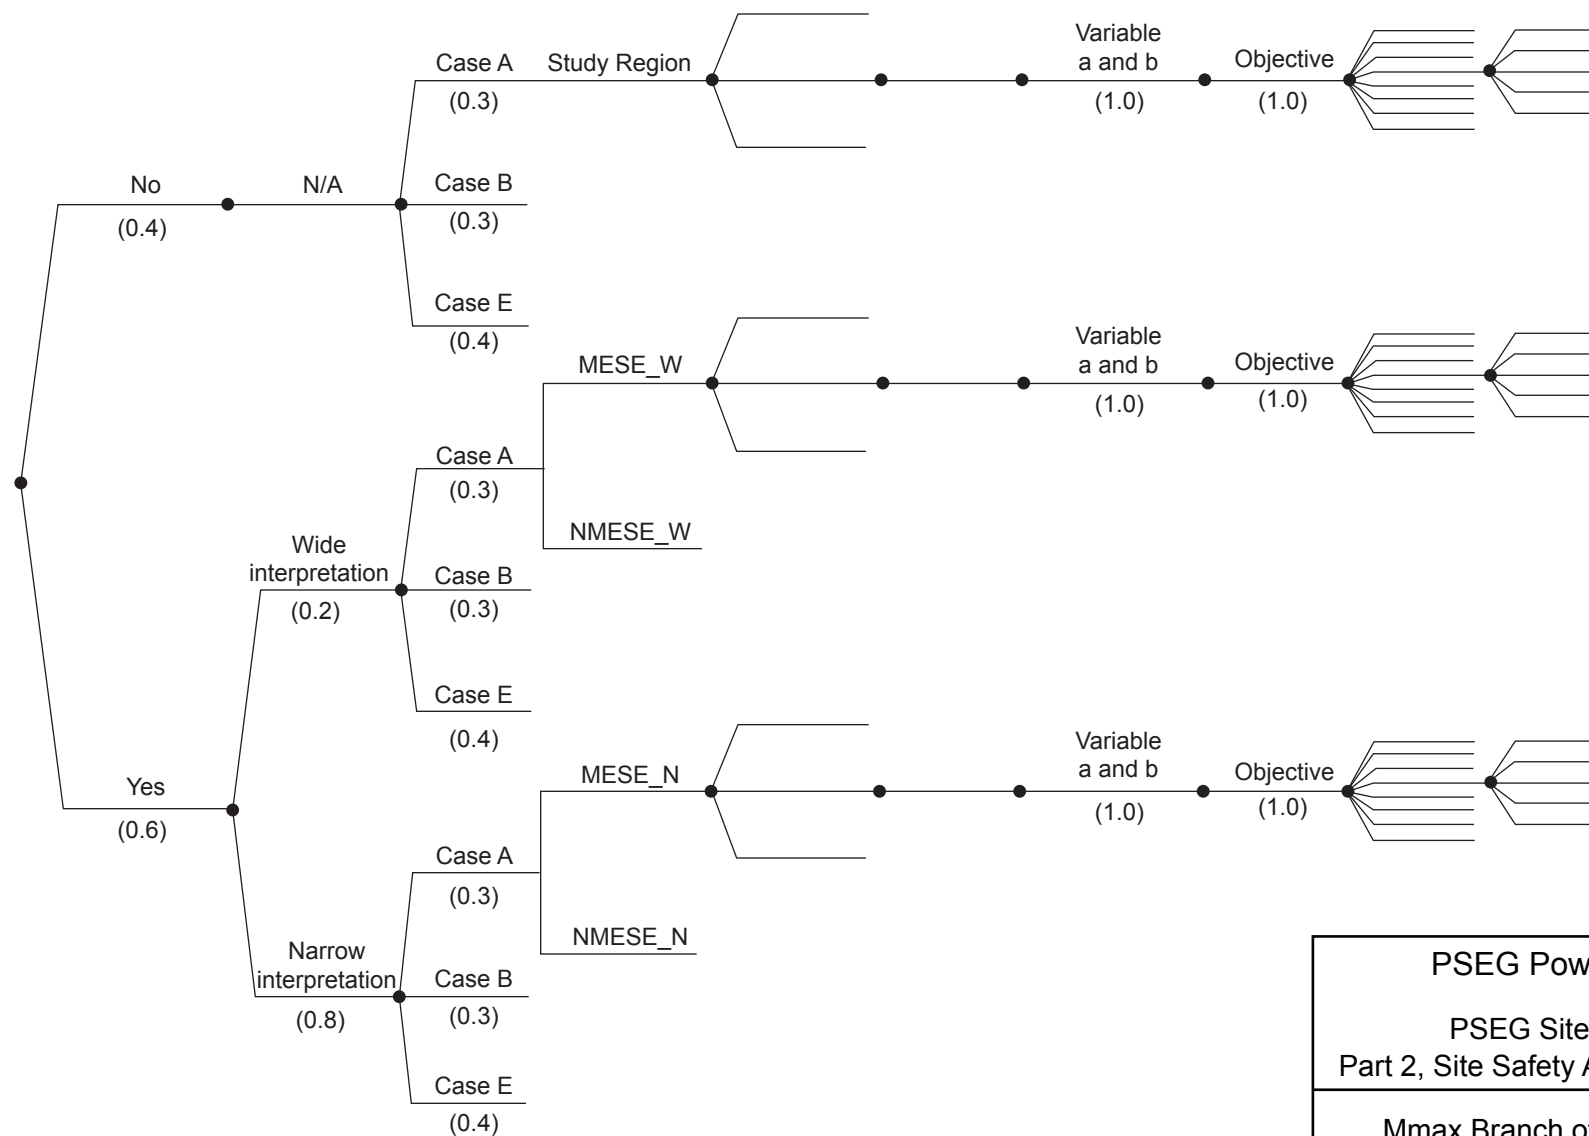 Case A
(0.3)
Study Region
Variable
a and b
(1.0)
Objective
(1.0)
No
(0.4)
N/A
Case B
(0.3)
Case E
(0.4)
MESE_W
Variable
a and b
(1.0)
Objective
(1.0)
Case A
(0.3)
NMESE_W
Wide
interpretation
(0.2)
Case B
(0.3)
Case E
(0.4)
Yes
(0.6)
MESE_N
Variable
a and b
(1.0)
Objective
(1.0)
Case A
(0.3)
NMESE_N
Narrow
interpretation
(0.8)
Case B
(0.3)
Case E
(0.4)
PSEG Pow
PSEG Site
Part 2, Site Safety A
Mmax Branch of